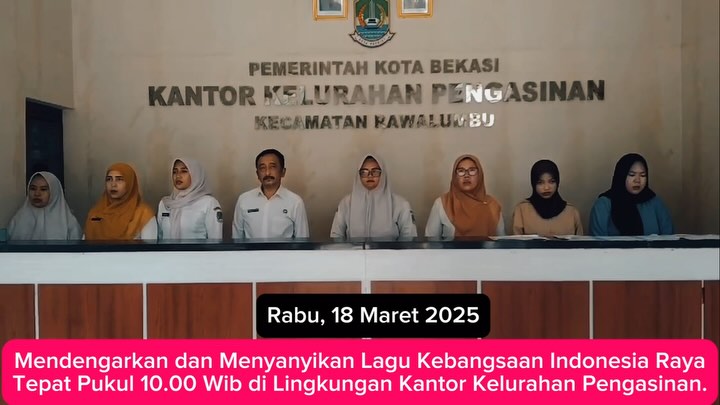 PEMERINTAH KOTA BEKASI
KANTOR KELURAHAN PENGASINAN
KECAMATAN RAWALUMBU
Rabu, 18 Maret 2025
Mendengarkan dan Menyanyikan Lagu Kebangsaan Indonesia Raya
Tepat Pukul 10.00 Wib di Lingkungan Kantor Kelurahan Pengasinan.